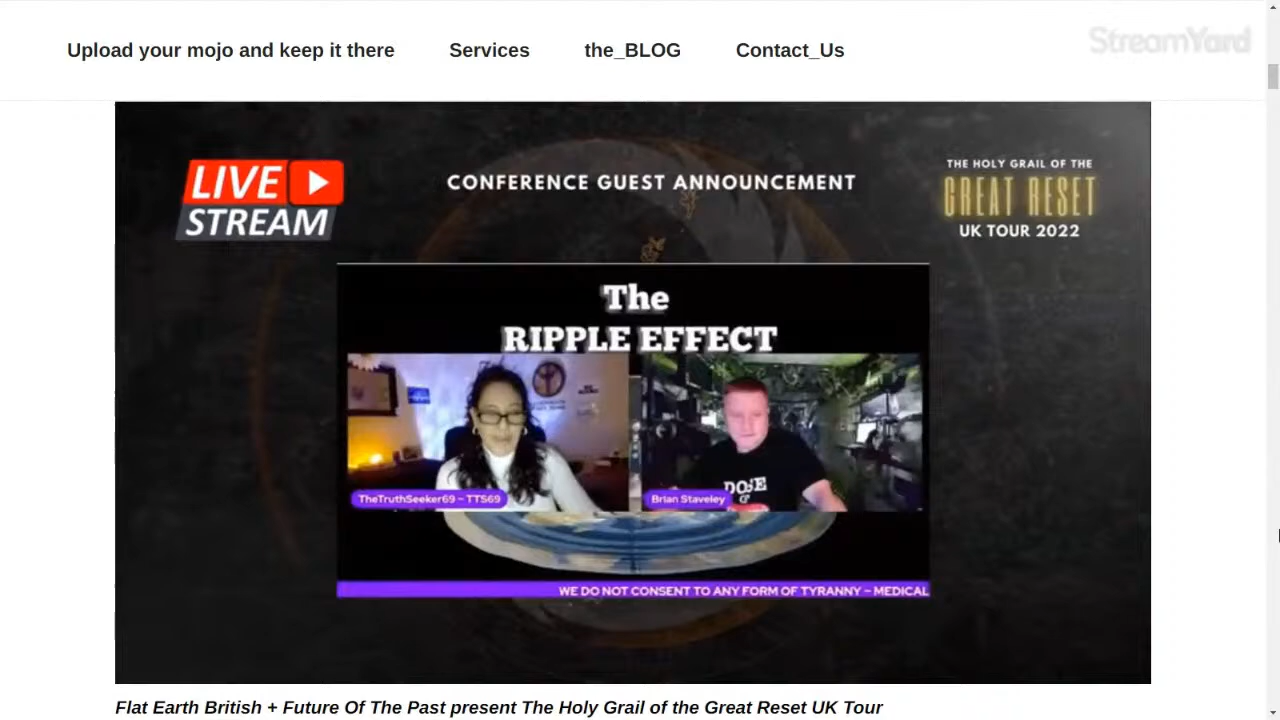 Upload your mojo and keep it there
Services
the_BLOG
Contact_Us
StreamYard
LIVE
STREAM
CONFERENCE GUEST ANNOUNCEMENT
THE HOLY GRAIL OF THE
GREAT RESET
UK TOUR 2022
The
RIPPLE EFFECT
DOSE
OF
TheTruthSeeker69 – TTS69
Brian Staveley
WE DO NOT CONSENT TO ANY FORM OF TYRANNY – MEDICAL
Flat Earth British + Future Of The Past present The Holy Grail of the Great Reset UK Tour